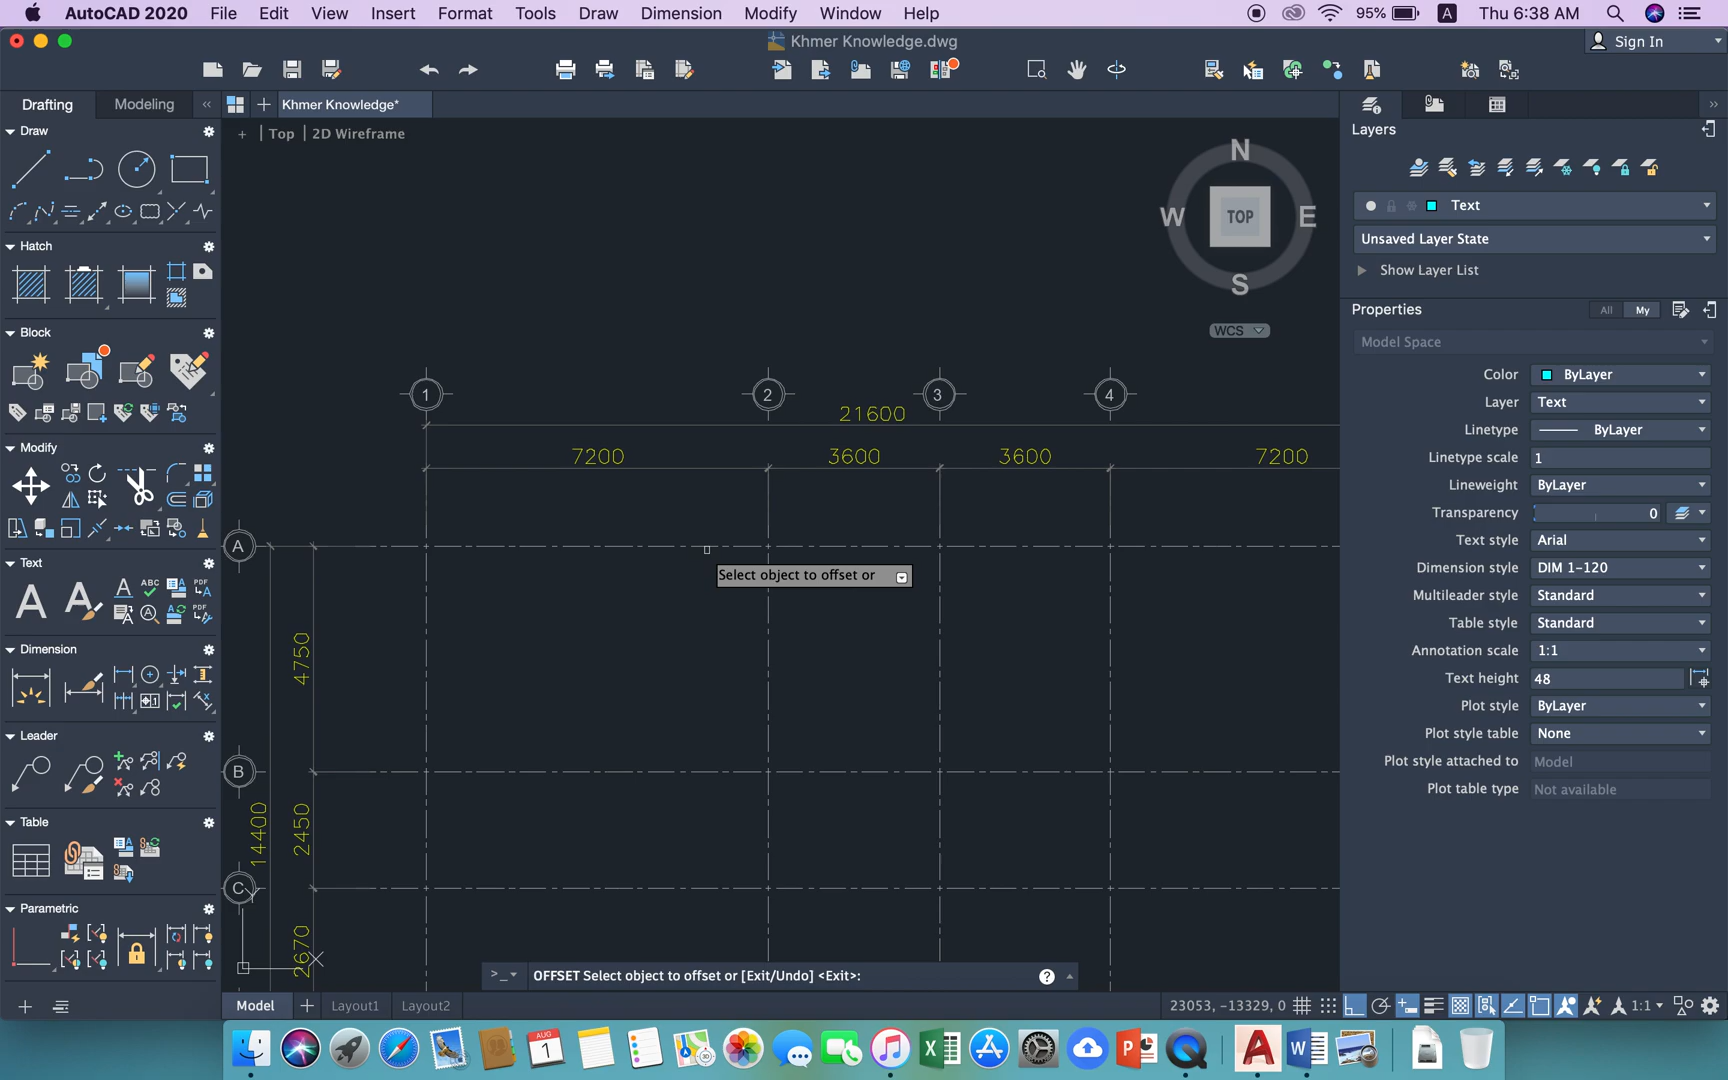 AutoCAD 2020 File Edit View Insert Format Tools Draw Dimension Modify Window Help 95% A Thu 6:38 AM
Khmer Knowledge.dwg
Sign In
Drafting Modeling Khmer Knowledge*
+ | Top | 2D Wireframe
Draw
Hatch
Block
Modify
Text
A A A ABC PDF
PDF
Dimension
Leader
Table
Parametric
N
W TOP E
S
WCS
1 2 3 4
21600
7200 3600 3600 7200
A
Select object to offset or
4750
B
14400 2450
C
Y
2670
X
>_ OFFSET Select object to offset or [Exit/Undo] <Exit>: ?
Model + Layout1 Layout2
23053, -13329, 0 1:1
Layers
Text
Unsaved Layer State
Show Layer List
Properties All My
Model Space
Color ByLayer
Layer Text
Linetype ByLayer
Linetype scale 1
Lineweight ByLayer
Transparency 0
Text style Arial
Dimension style DIM 1-120
Multileader style Standard
Table style Standard
Annotation scale 1:1
Text height 48
Plot style ByLayer
Plot style table None
Plot style attached to Model
Plot table type Not available
AUG
1